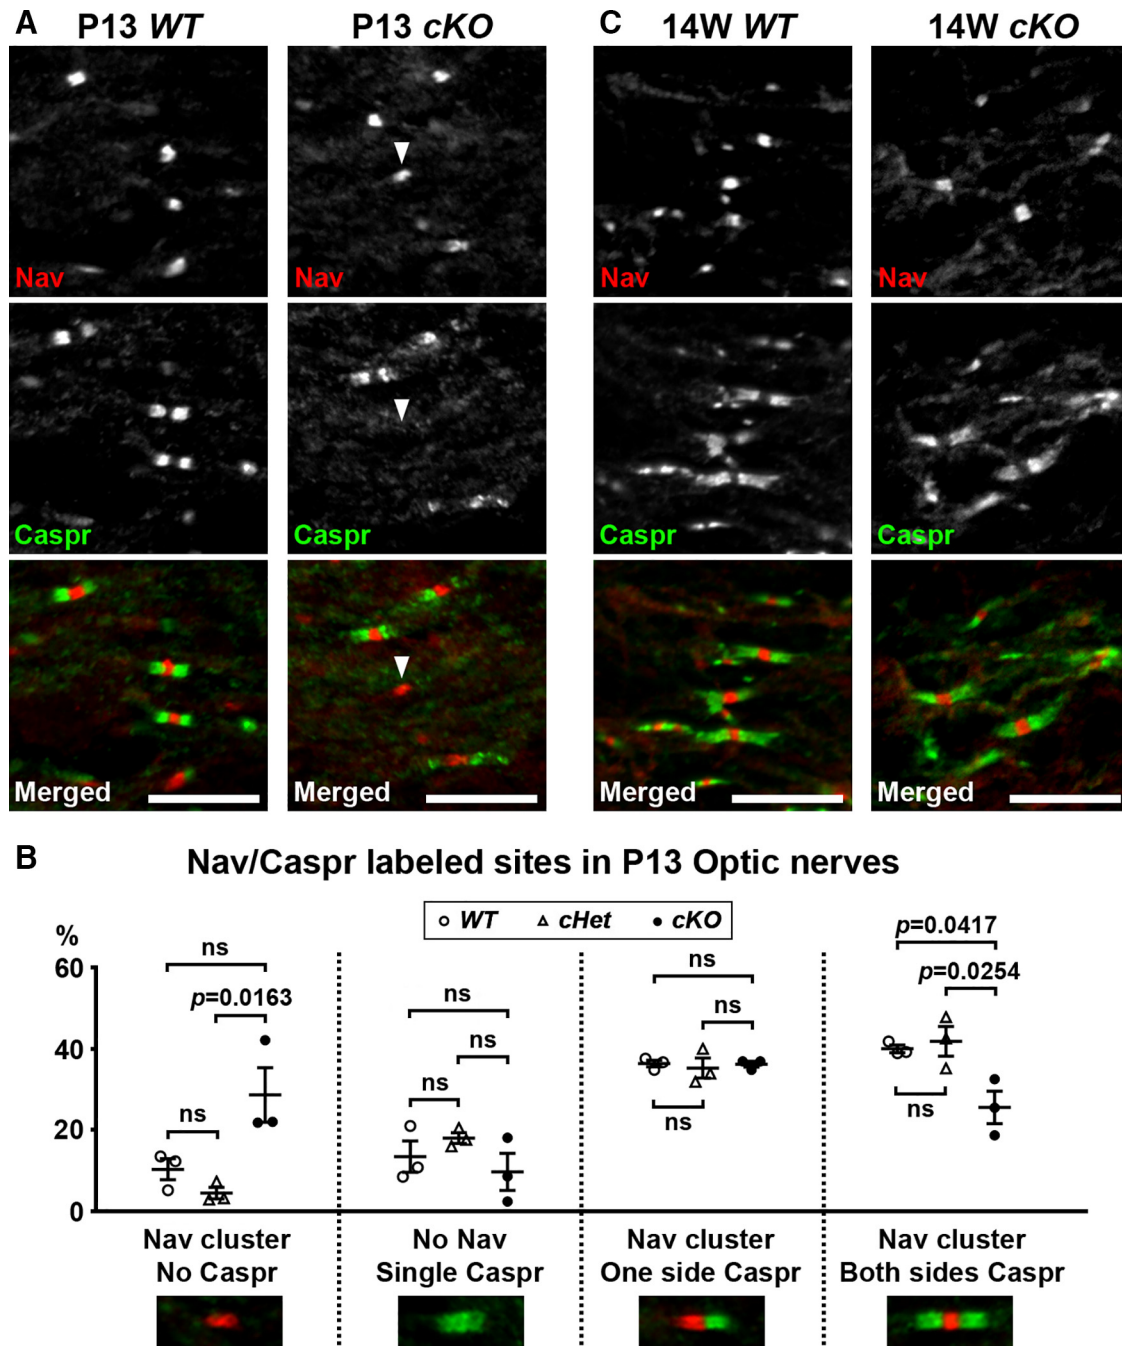 A P13 WT P13 cKO C 14W WT 14W cKO
Nav Nav Nav Nav
Caspr Caspr Caspr Caspr
Merged Merged Merged Merged
B Nav/Caspr labeled sites in P13 Optic nerves
WT cHet cKO
%
60
40
20
0
ns
p=0.0163
ns
ns
ns
ns
ns
ns
ns
p=0.0417
p=0.0254
ns
Nav cluster
No Caspr
No Nav
Single Caspr
Nav cluster
One side Caspr
Nav cluster
Both sides Caspr